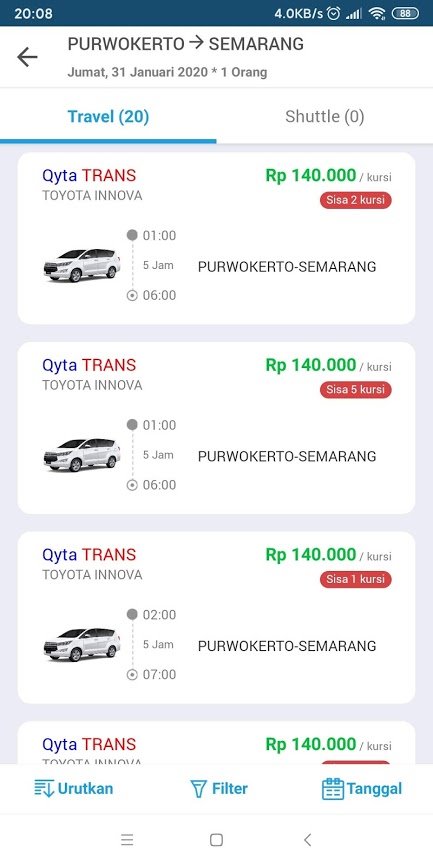 20:08 4.0KB/s 88
PURWOKERTO → SEMARANG
Jumat, 31 Januari 2020 * 1 Orang
Travel (20) Shuttle (0)
Qyta TRANS Rp 140.000 / kursi
TOYOTA INNOVA Sisa 2 kursi
01:00
5 Jam PURWOKERTO-SEMARANG
06:00
Qyta TRANS Rp 140.000 / kursi
TOYOTA INNOVA Sisa 5 kursi
01:00
5 Jam PURWOKERTO-SEMARANG
06:00
Qyta TRANS Rp 140.000 / kursi
TOYOTA INNOVA Sisa 1 kursi
02:00
5 Jam PURWOKERTO-SEMARANG
07:00
Qyta TRANS Rp 140.000 / kursi
TOYOTA INNOVA
Urutkan Filter Tanggal